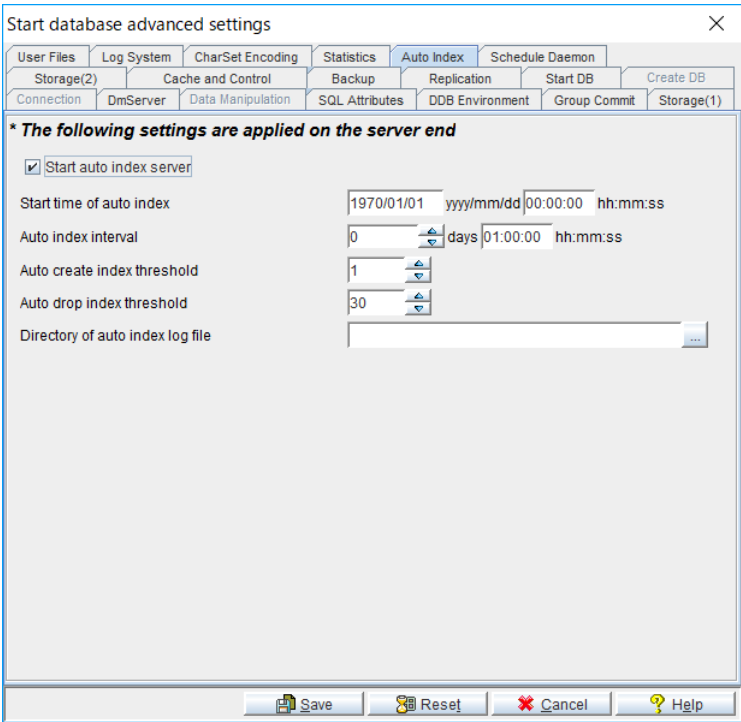 Start database advanced settings
User Files Log System CharSet Encoding Statistics Auto Index Schedule Daemon
Storage(2) Cache and Control Backup Replication Start DB Create DB
Connection DmServer Data Manipulation SQL Attributes DDB Environment Group Commit Storage(1)
* The following settings are applied on the server end
Start auto index server
Start time of auto index 1970/01/01 yyyy/mm/dd 00:00:00 hh:mm:ss
Auto index interval 0 days 01:00:00 hh:mm:ss
Auto create index threshold 1
Auto drop index threshold 30
Directory of auto index log file ...
Save Reset Cancel Help